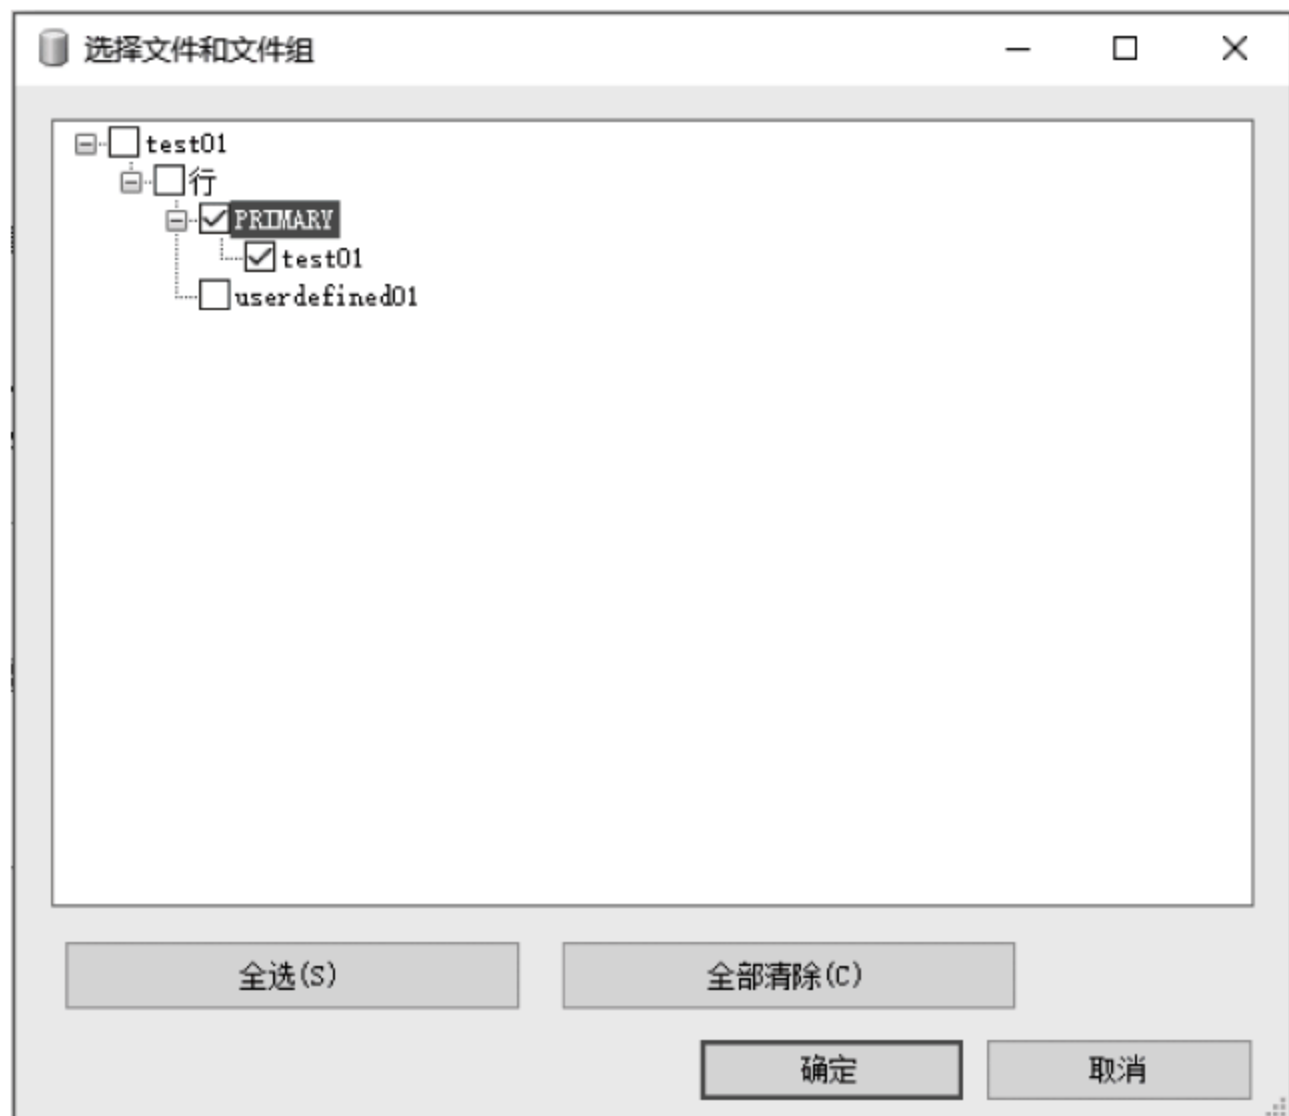 选择文件和文件组
test01
行
PRIMARY
test01
userdefined01
全选(S)
全部清除(C)
确定
取消